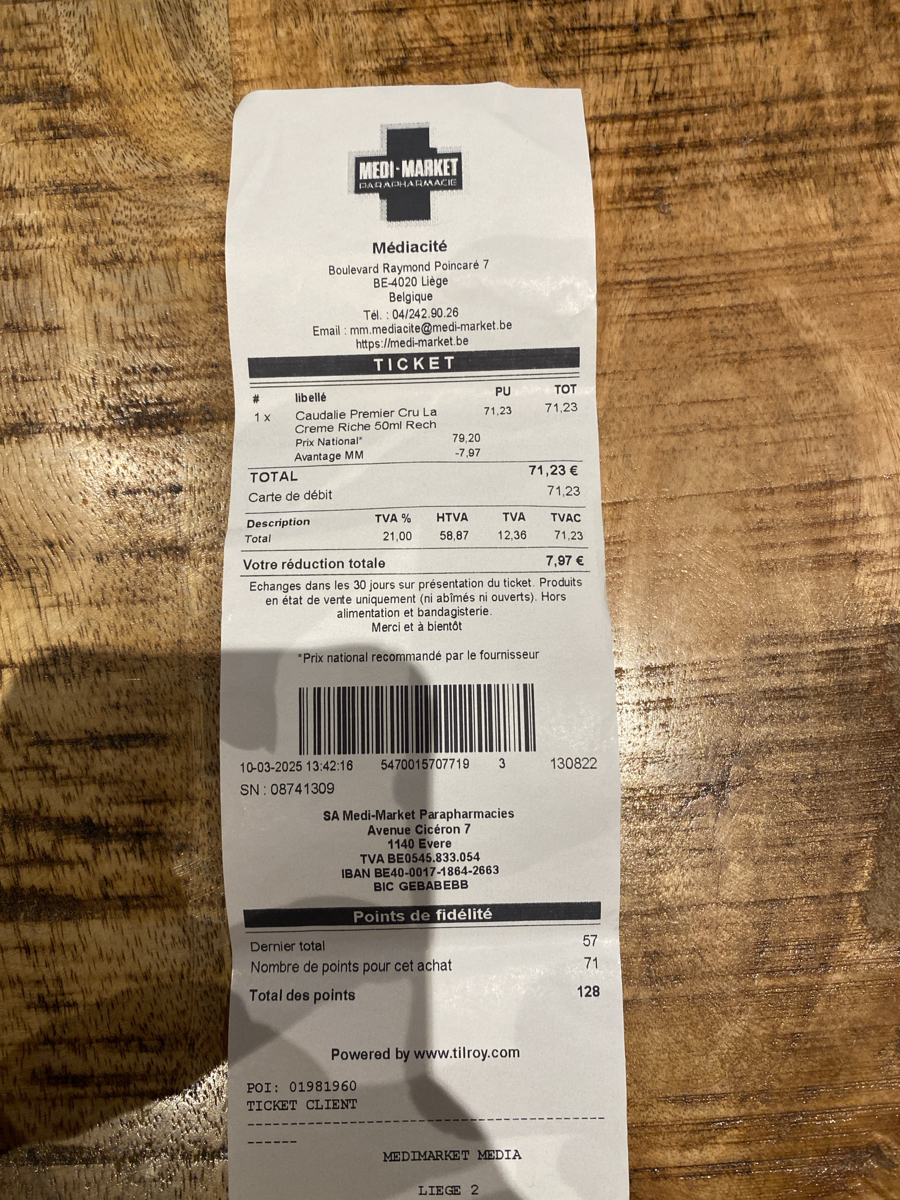 MEDI-MARKET
PARAPHARMACIE
Médiacité
Boulevard Raymond Poincaré 7
BE-4020 Liège
Belgique
Tél. : 04/242.90.26
Email : mm.mediacite@medi-market.be
https://medi-market.be
TICKET
# libellé PU TOT
1 x Caudalie Premier Cru La 71,23 71,23
Creme Riche 50ml Rech
Prix National* 79,20
Avantage MM -7,97
TOTAL 71,23 €
Carte de débit 71,23
Description TVA % HTVA TVA TVAC
Total 21,00 58,87 12,36 71,23
Votre réduction totale 7,97 €
Echanges dans les 30 jours sur présentation du ticket. Produits
en état de vente uniquement (ni abîmés ni ouverts). Hors
alimentation et bandagisterie.
Merci et à bientôt
*Prix national recommandé par le fournisseur
10-03-2025 13:42:16 5470015707719 3 130822
SN : 08741309
SA Medi-Market Parapharmacies
Avenue Cicéron 7
1140 Evere
TVA BE0545.833.054
IBAN BE40-0017-1864-2663
BIC GEBABEBB
Points de fidélité
Dernier total 57
Nombre de points pour cet achat 71
Total des points 128
Powered by www.tilroy.com
POI: 01981960
TICKET CLIENT
MEDIMARKET MEDIA
LIEGE 2